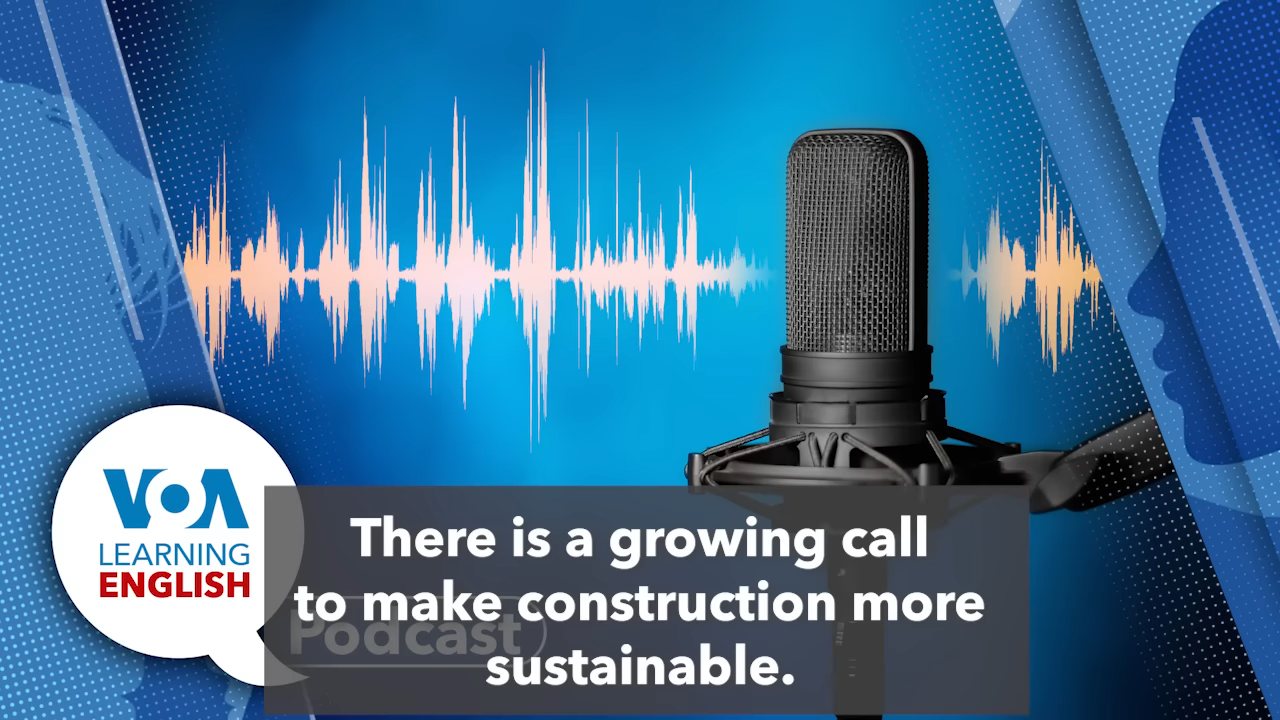 VOA
LEARNING
ENGLISH
Podcast
There is a growing call
to make construction more
sustainable.